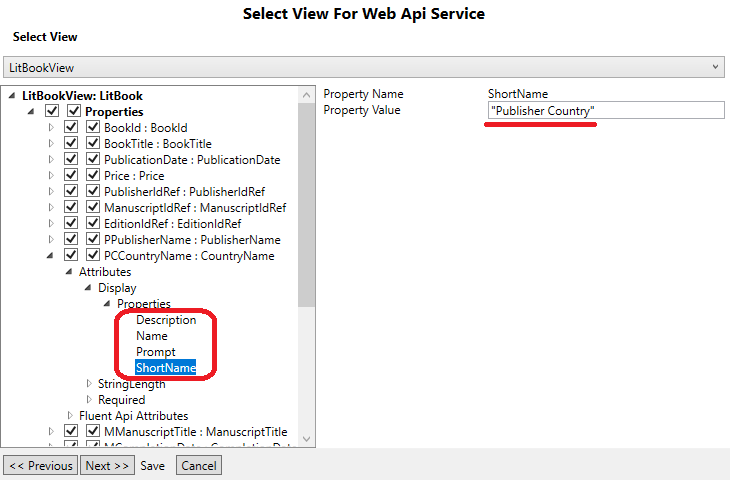 Select View For Web Api Service
Select View
LitBookView
LitBookView: LitBook
Properties
BookId : BookId
BookTitle : BookTitle
PublicationDate : PublicationDate
Price : Price
PublisherIdRef : PublisherIdRef
ManuscriptIdRef : ManuscriptIdRef
EditionIdRef : EditionIdRef
PPublisherName : PublisherName
PCCountryName : CountryName
Attributes
Display
Properties
Description
Name
Prompt
ShortName
StringLength
Required
Fluent Api Attributes
MManuscriptTitle : ManuscriptTitle
Property Name ShortName
Property Value "Publisher Country"
<< Previous Next >> Save Cancel